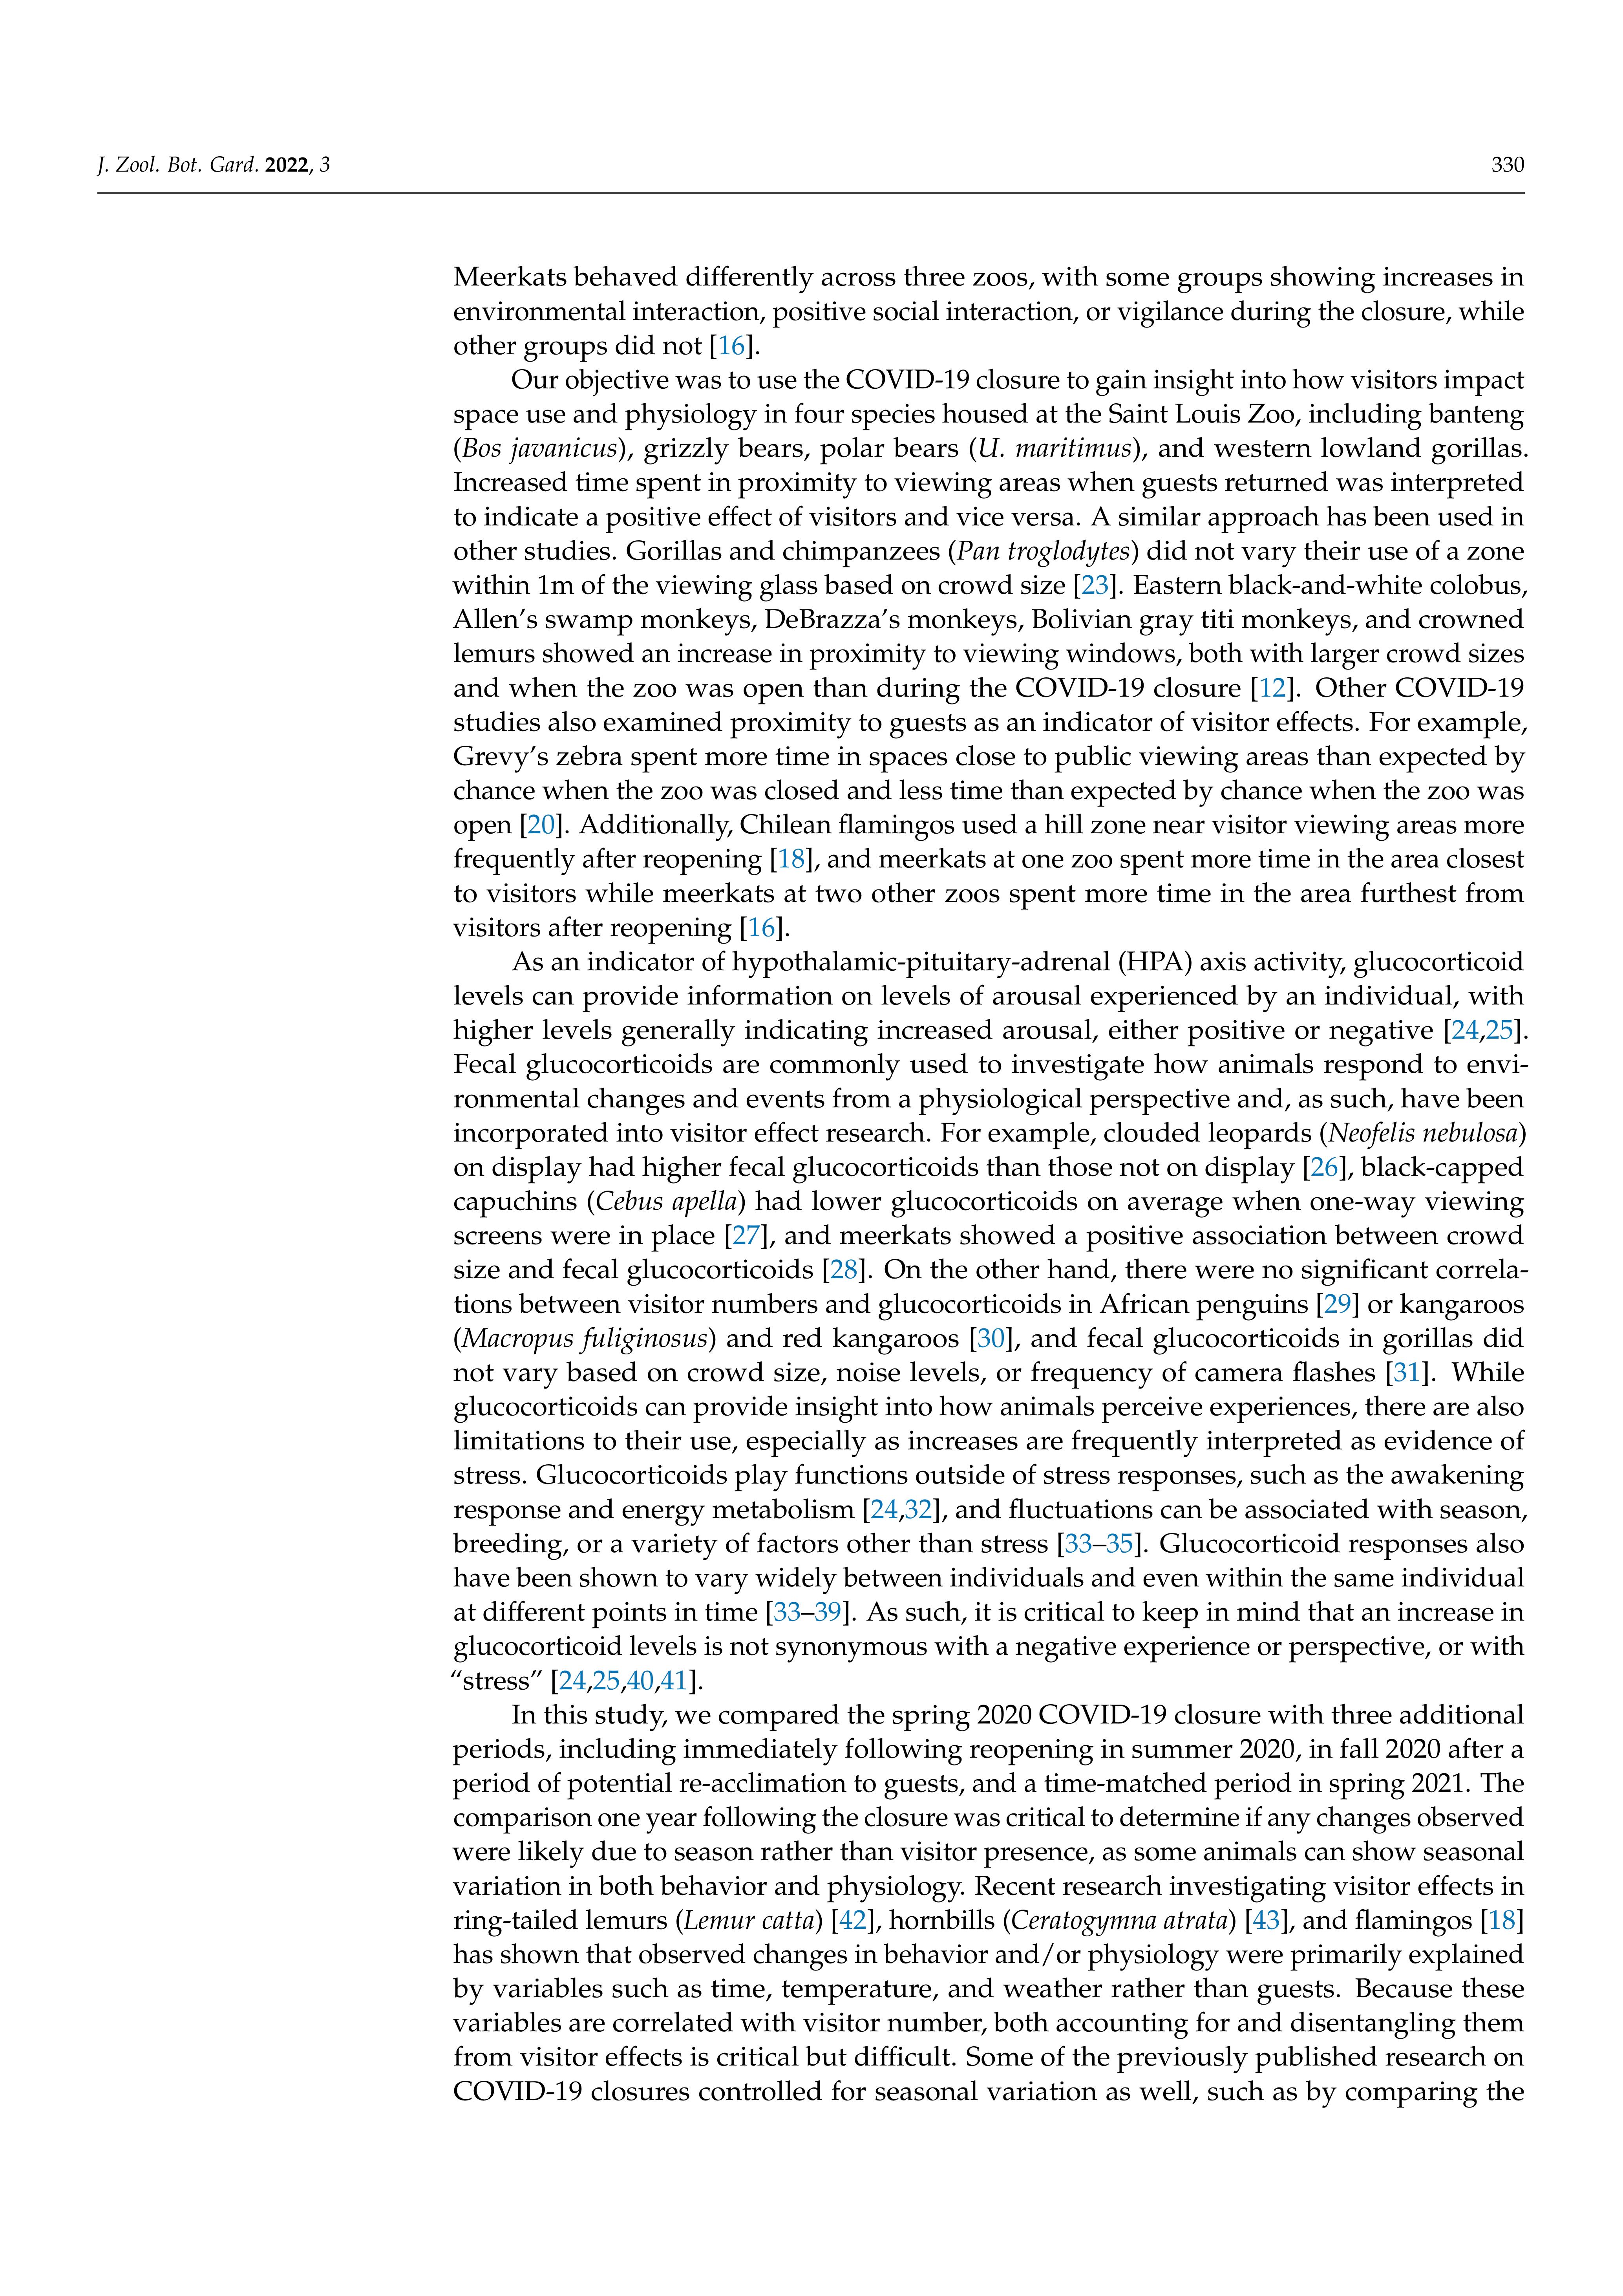 J. Zool. Bot. Gard. 2022, 3
330
Meerkats behaved differently across three zoos, with some groups showing increases in
environmental interaction, positive social interaction, or vigilance during the closure, while
other groups did not [16].
Our objective was to use the COVID-19 closure to gain insight into how visitors impact
space use and physiology in four species housed at the Saint Louis Zoo, including banteng
(Bos javanicus), grizzly bears, polar bears (U. maritimus), and western lowland gorillas.
Increased time spent in proximity to viewing areas when guests returned was interpreted
to indicate a positive effect of visitors and vice versa. A similar approach has been used in
other studies. Gorillas and chimpanzees (Pan troglodytes) did not vary their use of a zone
within 1m of the viewing glass based on crowd size [23]. Eastern black-and-white colobus,
Allen's swamp monkeys, DeBrazza's monkeys, Bolivian gray titi monkeys, and crowned
lemurs showed an increase in proximity to viewing windows, both with larger crowd sizes
and when the zoo was open than during the COVID-19 closure [12]. Other COVID-19
studies also examined proximity to guests as an indicator of visitor effects. For example,
Grevy's zebra spent more time in spaces close to public viewing areas than expected by
chance when the zoo was closed and less time than expected by chance when the zoo was
open [20]. Additionally, Chilean flamingos used a hill zone near visitor viewing areas more
frequently after reopening [18], and meerkats at one zoo spent more time in the area closest
to visitors while meerkats at two other zoos spent more time in the area furthest from
visitors after reopening [16].
As an indicator of hypothalamic-pituitary-adrenal (HPA) axis activity, glucocorticoid
levels can provide information on levels of arousal experienced by an individual, with
higher levels generally indicating increased arousal, either positive or negative [24,25].
Fecal glucocorticoids are commonly used to investigate how animals respond to envi-
ronmental changes and events from a physiological perspective and, as such, have been
incorporated into visitor effect research. For example, clouded leopards (Neofelis nebulosa)
on display had higher fecal glucocorticoids than those not on display [26], black-capped
capuchins (Cebus apella) had lower glucocorticoids on average when one-way viewing
screens were in place [27], and meerkats showed a positive association between crowd
size and fecal glucocorticoids [28]. On the other hand, there were no significant correla-
tions between visitor numbers and glucocorticoids in African penguins [29] or kangaroos
(Macropus fuliginosus) and red kangaroos [30], and fecal glucocorticoids in gorillas did
not vary based on crowd size, noise levels, or frequency of camera flashes [31]. While
glucocorticoids can provide insight into how animals perceive experiences, there are also
limitations to their use, especially as increases are frequently interpreted as evidence of
stress. Glucocorticoids play functions outside of stress responses, such as the awakening
response and energy metabolism [24,32], and fluctuations can be associated with season,
breeding, or a variety of factors other than stress [33–35]. Glucocorticoid responses also
have been shown to vary widely between individuals and even within the same individual
at different points in time [33–39]. As such, it is critical to keep in mind that an increase in
glucocorticoid levels is not synonymous with a negative experience or perspective, or with
“stress” [24,25,40,41].
In this study, we compared the spring 2020 COVID-19 closure with three additional
periods, including immediately following reopening in summer 2020, in fall 2020 after a
period of potential re-acclimation to guests, and a time-matched period in spring 2021. The
comparison one year following the closure was critical to determine if any changes observed
were likely due to season rather than visitor presence, as some animals can show seasonal
variation in both behavior and physiology. Recent research investigating visitor effects in
ring-tailed lemurs (Lemur catta) [42], hornbills (Ceratogymna atrata) [43], and flamingos [18]
has shown that observed changes in behavior and/or physiology were primarily explained
by variables such as time, temperature, and weather rather than guests. Because these
variables are correlated with visitor number, both accounting for and disentangling them
from visitor effects is critical but difficult. Some of the previously published research on
COVID-19 closures controlled for seasonal variation as well, such as by comparing the